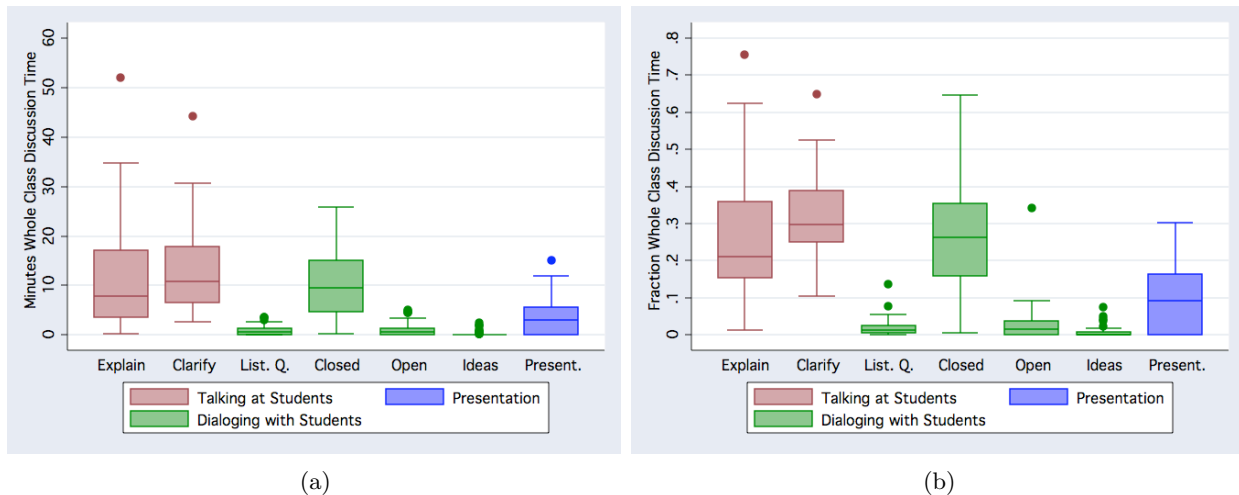 Minutes Whole Class Discussion Time
60
50
40
30
20
10
0
Explain Clarify List. Q. Closed Open Ideas Present.
Talking at Students Presentation
Dialoging with Students
(a)
Fraction Whole Class Discussion Time
.8
.7
.6
.5
.4
.3
.2
.1
0
Explain Clarify List. Q. Closed Open Ideas Present.
Talking at Students Presentation
Dialoging with Students
(b)